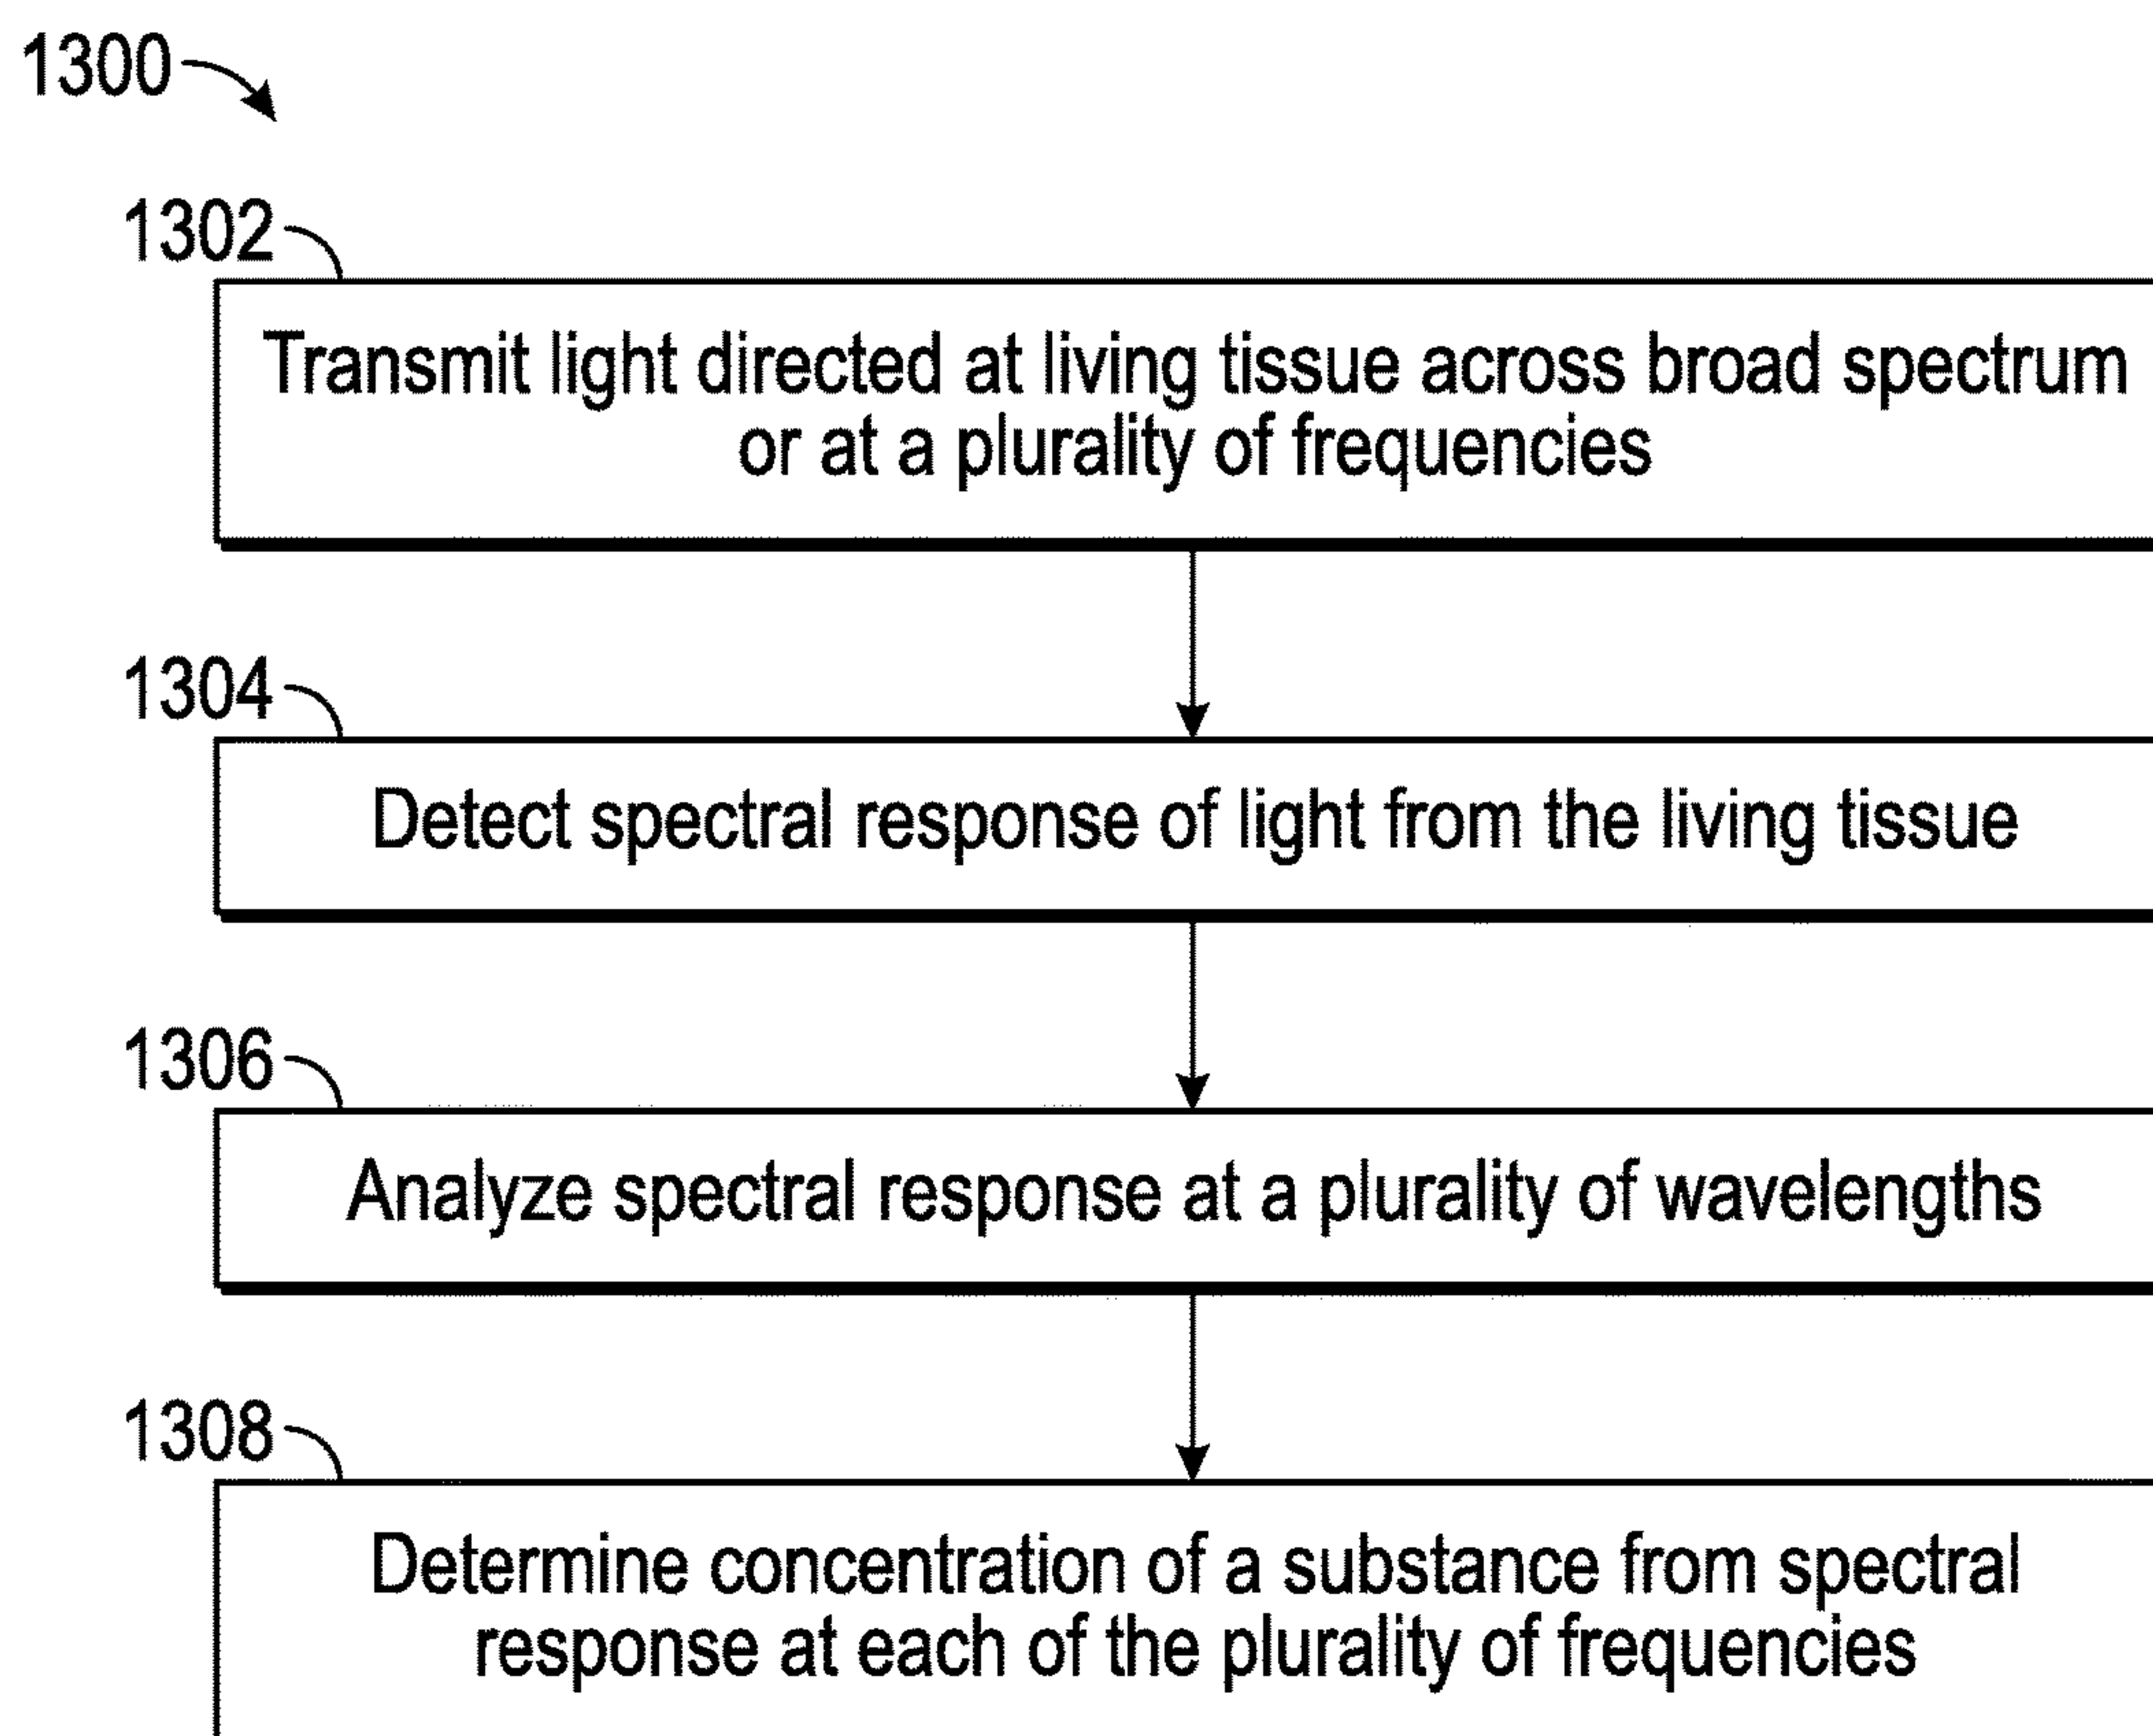 1300
1302
Transmit light directed at living tissue across broad spectrum
or at a plurality of frequencies
1304
Detect spectral response of light from the living tissue
1306
Analyze spectral response at a plurality of wavelengths
1308
Determine concentration of a substance from spectral
response at each of the plurality of frequencies